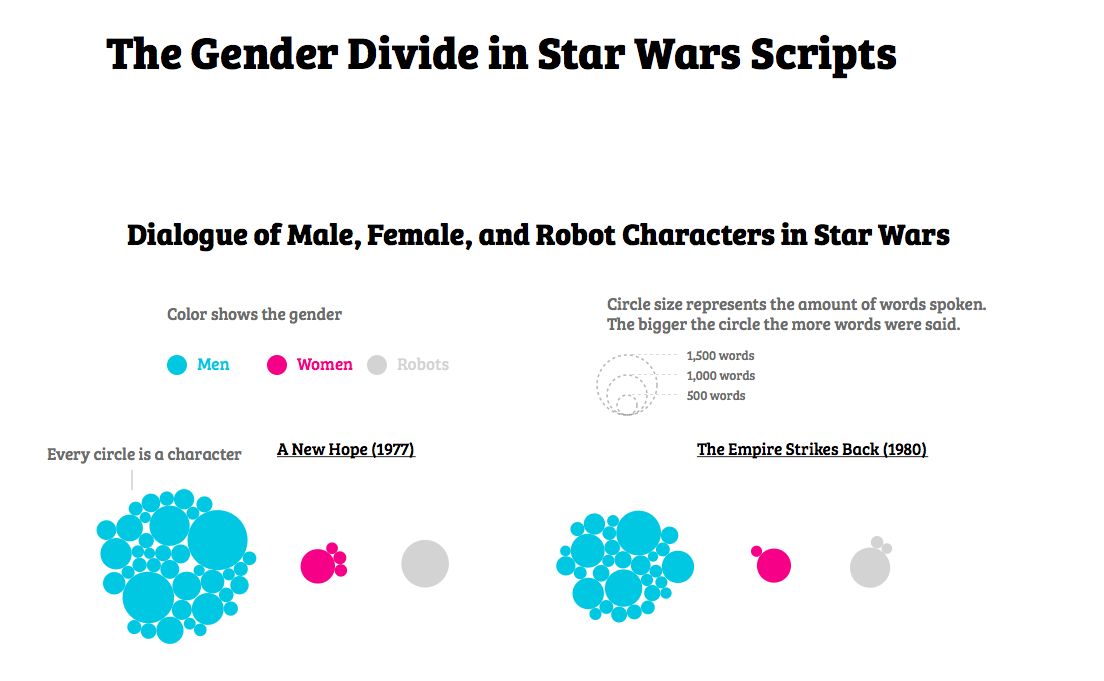 The Gender Divide in Star Wars Scripts
Dialogue of Male, Female, and Robot Characters in Star Wars
Color shows the gender
Men
Women
Robots
Circle size represents the amount of words spoken.
The bigger the circle the more words were said.
1,500 words
1,000 words
500 words
Every circle is a character
A New Hope (1977)
The Empire Strikes Back (1980)